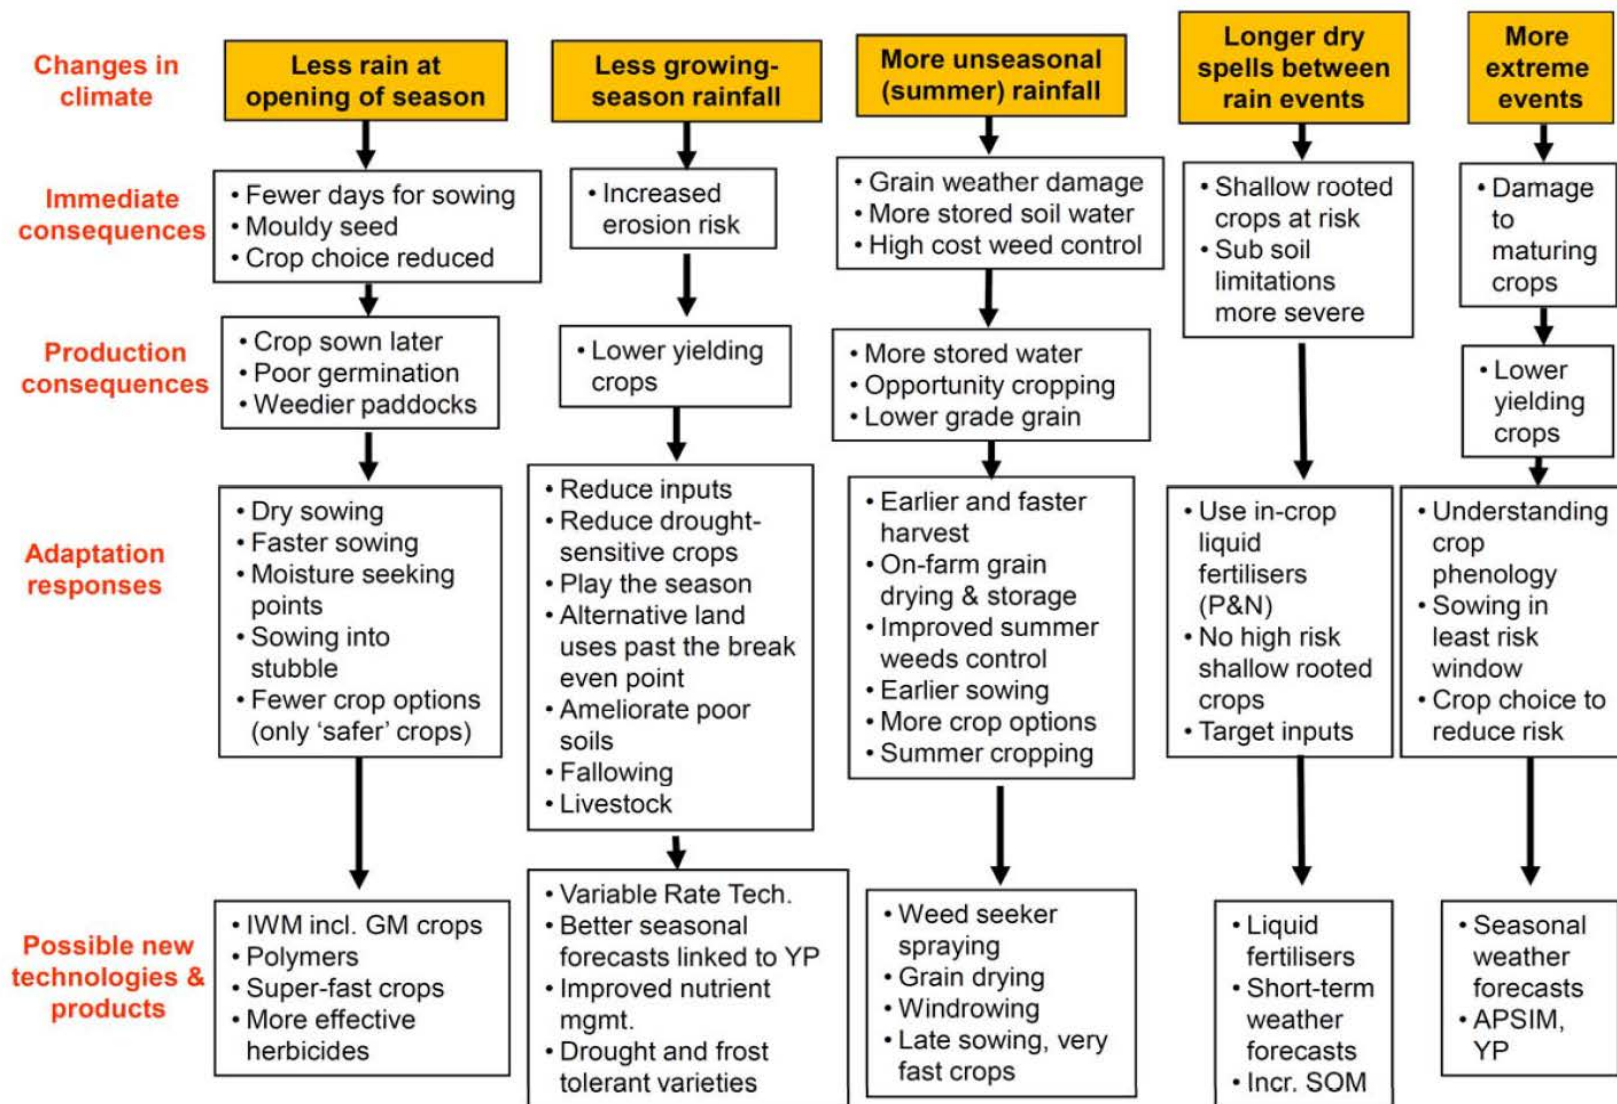 Changes in
climate
Less rain at
opening of season
Less growing-
season rainfall
More unseasonal
(summer) rainfall
Longer dry
spells between
rain events
More
extreme
events
Immediate
consequences
• Fewer days for sowing
• Mouldy seed
• Crop choice reduced
• Increased
erosion risk
• Grain weather damage
• More stored soil water
• High cost weed control
• Shallow rooted
crops at risk
• Sub soil
limitations
more severe
• Damage
to
maturing
crops
Production
consequences
• Crop sown later
• Poor germination
• Weedier paddocks
• Lower yielding
crops
• More stored water
• Opportunity cropping
• Lower grade grain
• Lower
yielding
crops
Adaptation
responses
• Dry sowing
• Faster sowing
• Moisture seeking
points
• Sowing into
stubble
• Fewer crop options
(only ‘safer’ crops)
• Reduce inputs
• Reduce drought-
sensitive crops
• Play the season
• Alternative land
uses past the break
even point
• Ameliorate poor
soils
• Fallowing
• Livestock
• Earlier and faster
harvest
• On-farm grain
drying & storage
• Improved summer
weeds control
• Earlier sowing
• More crop options
• Summer cropping
• Use in-crop
liquid
fertilisers
(P&N)
• No high risk
shallow rooted
crops
• Target inputs
• Understanding
crop
phenology
• Sowing in
least risk
window
• Crop choice to
reduce risk
Possible new
technologies &
products
• IWM incl. GM crops
• Polymers
• Super-fast crops
• More effective
herbicides
• Variable Rate Tech.
• Better seasonal
forecasts linked to YP
• Improved nutrient
mgmt.
• Drought and frost
tolerant varieties
• Weed seeker
spraying
• Grain drying
• Windrowing
• Late sowing, very
fast crops
• Liquid
fertilisers
• Short-term
weather
forecasts
• Incr. SOM
• Seasonal
weather
forecasts
• APSIM,
YP